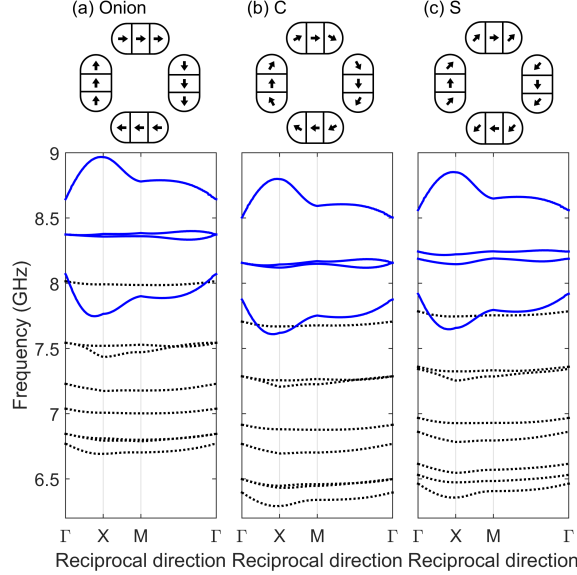 (a) Onion (b) C (c) S
9
8.5
8
7.5
7
6.5
Frequency (GHz)
Γ X M Γ Γ X M Γ Γ X M Γ
Reciprocal direction Reciprocal direction Reciprocal direction